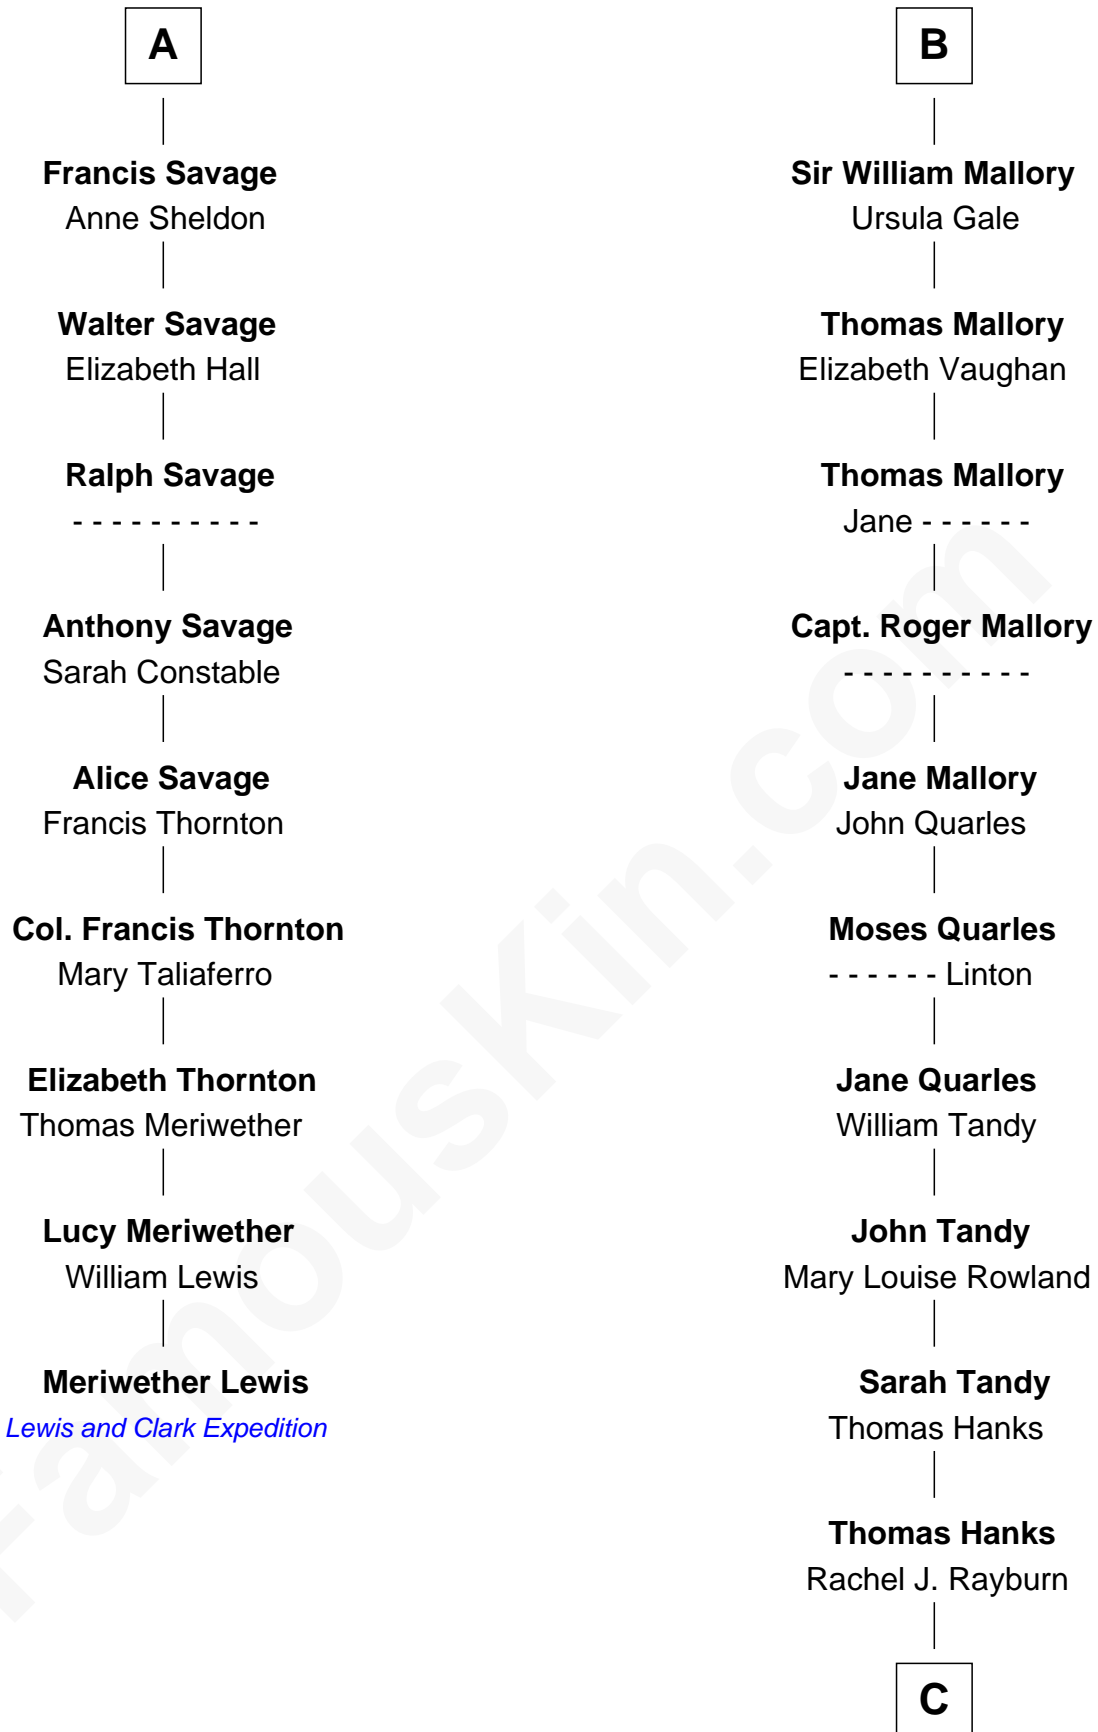 A
Francis Savage
Anne Sheldon
Walter Savage
Elizabeth Hall
Ralph Savage
- - - - - - - - - -
Anthony Savage
Sarah Constable
Alice Savage
Francis Thornton
Col. Francis Thornton
Mary Taliaferro
Elizabeth Thornton
Thomas Meriwether
Lucy Meriwether
William Lewis
Meriwether Lewis
Lewis and Clark Expedition
B
Sir William Mallory
Ursula Gale
Thomas Mallory
Elizabeth Vaughan
Thomas Mallory
Jane - - - - - -
Capt. Roger Mallory
- - - - - - - - - -
Jane Mallory
John Quarles
Moses Quarles
- - - - - - Linton
Jane Quarles
William Tandy
John Tandy
Mary Louise Rowland
Sarah Tandy
Thomas Hanks
Thomas Hanks
Rachel J. Rayburn
C
FamousKin.com